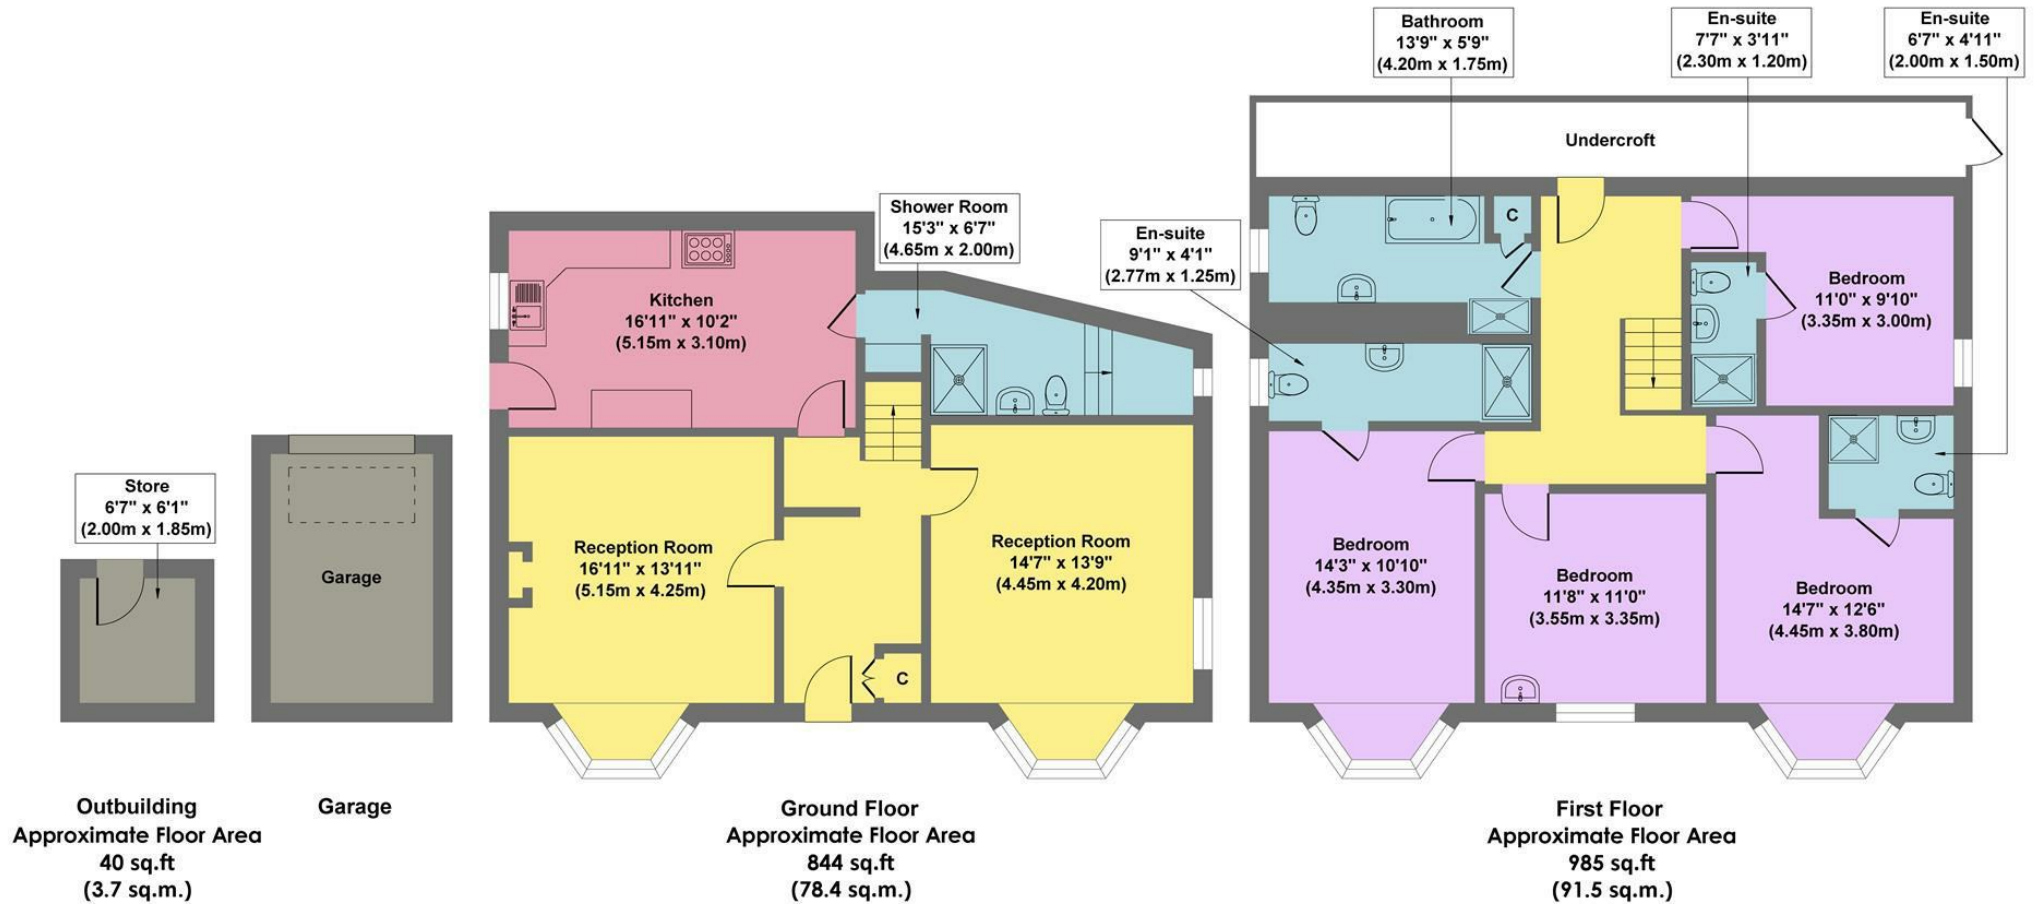 Bathroom
13'9" x 5'9"
(4.20m x 1.75m)
En-suite
7'7" x 3'11"
(2.30m x 1.20m)
En-suite
6'7" x 4'11"
(2.00m x 1.50m)
Undercroft
Shower Room
15'3" x 6'7"
(4.65m x 2.00m)
En-suite
9'1" x 4'1"
(2.77m x 1.25m)
C
Kitchen
16'11" x 10'2"
(5.15m x 3.10m)
Bedroom
11'0" x 9'10"
(3.35m x 3.00m)
Store
6'7" x 6'1"
(2.00m x 1.85m)
Garage
Reception Room
16'11" x 13'11"
(5.15m x 4.25m)
Reception Room
14'7" x 13'9"
(4.45m x 4.20m)
C
Bedroom
14'3" x 10'10"
(4.35m x 3.30m)
Bedroom
11'8" x 11'0"
(3.55m x 3.35m)
Bedroom
14'7" x 12'6"
(4.45m x 3.80m)
Outbuilding
Approximate Floor Area
40 sq.ft
(3.7 sq.m.)
Garage
Ground Floor
Approximate Floor Area
844 sq.ft
(78.4 sq.m.)
First Floor
Approximate Floor Area
985 sq.ft
(91.5 sq.m.)